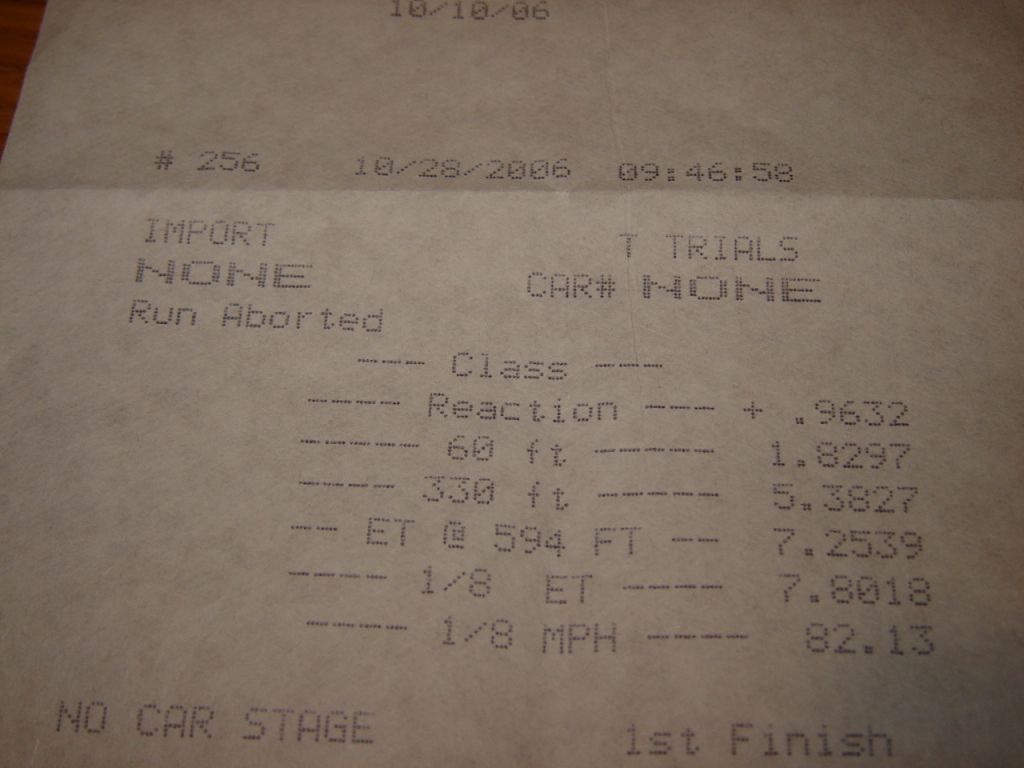 10/10/06
# 256 10/28/2006 09:46:58
IMPORT T TRIALS
NONE CAR# NONE
Run Aborted
--- Class ---
---- Reaction --- + .9632
----- 60 ft ----- 1.8297
---- 330 ft ----- 5.3827
-- ET @ 594 FT -- 7.2539
---- 1/8 ET ---- 7.8018
---- 1/8 MPH ---- 82.13
NO CAR STAGE 1st Finish